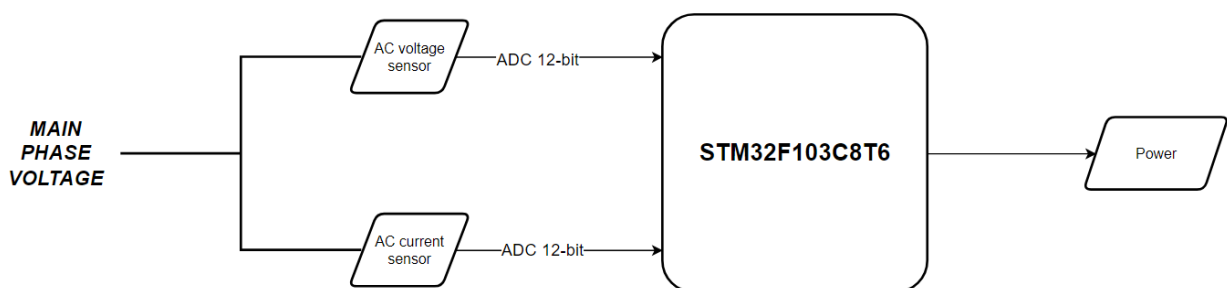 MAIN
PHASE
VOLTAGE
AC voltage
sensor
ADC 12-bit
AC current
sensor
ADC 12-bit
STM32F103C8T6
Power